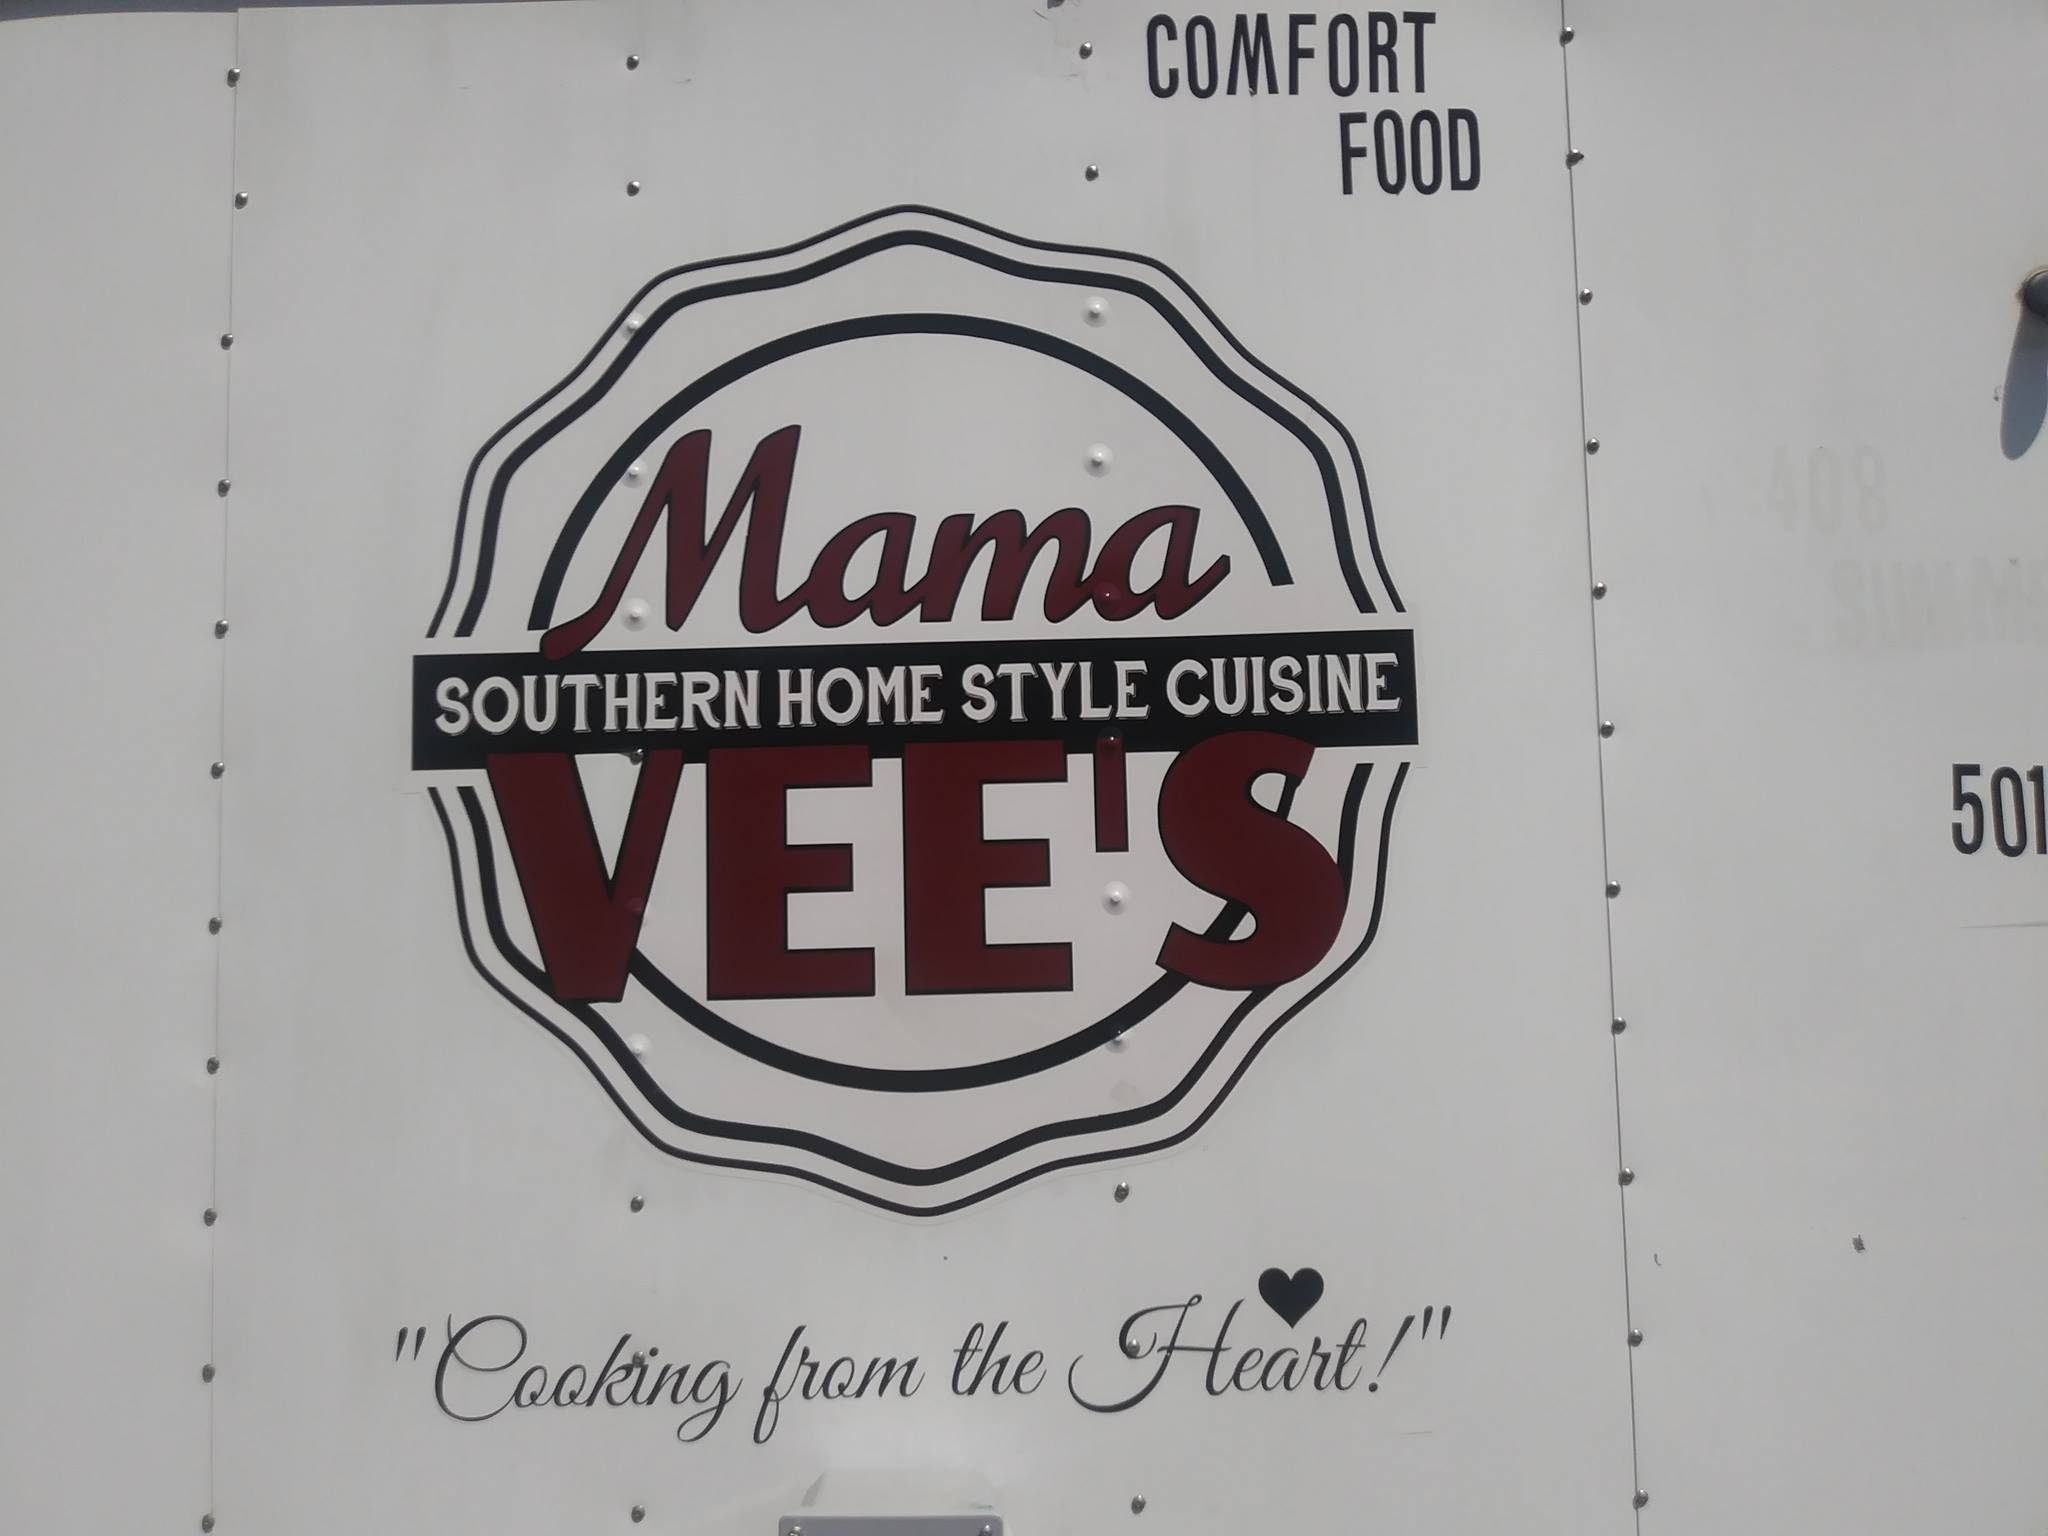 COMFORT
FOOD
Mama
SOUTHERN HOME STYLE CUISINE
VEE'S
408
501
"Cooking from the Heart!"